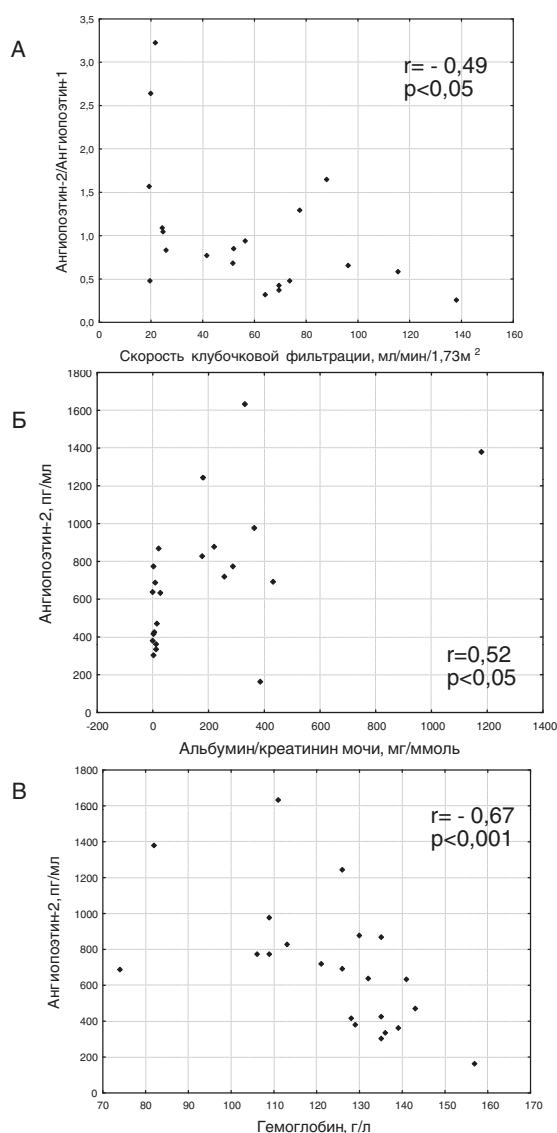 А
r= - 0,49
p<0,05
Ангиопоэтин-2/Ангиопоэтин-1
3,5
3,0
2,5
2,0
1,5
1,0
0,5
0,0
0 20 40 60 80 100 120 140 160
Скорость клубочковой фильтрации, мл/мин/1,73м 2
Б
Ангиопоэтин-2, пг/мл
1800
1600
1400
1200
1000
800
600
400
200
0
r=0,52
p<0,05
-200 0 200 400 600 800 1000 1200 1400
Альбумин/креатинин мочи, мг/ммоль
В
r= - 0,67
p<0,001
Ангиопоэтин-2, пг/мл
1800
1600
1400
1200
1000
800
600
400
200
0
70 80 90 100 110 120 130 140 150 160 170
Гемоглобин, г/л